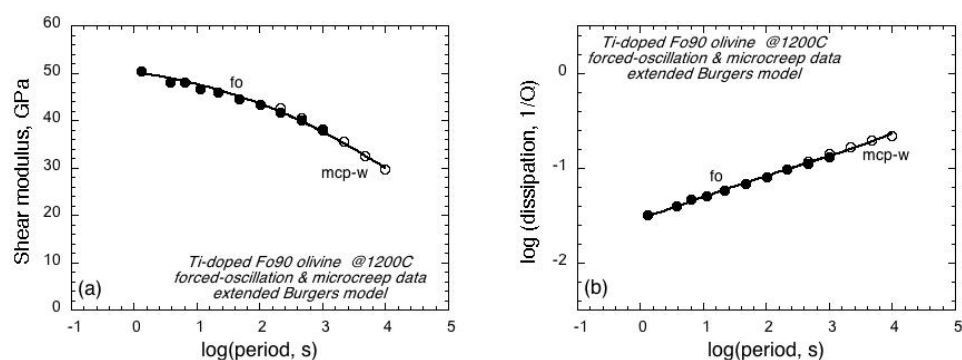 60
50
40
30
20
10
0
Shear modulus, GPa
fo
mcp-w
Ti-doped Fo90 olivine @1200C
forced-oscillation & microcreep data
extended Burgers model
(a)
-1 0 1 2 3 4 5
log(period, s)
Ti-doped Fo90 olivine @1200C
forced-oscillation & microcreep data
extended Burgers model
0
-1
-2
log (dissipation, 1/Q)
fo
mcp-w
(b)
-1 0 1 2 3 4 5
log(period, s)